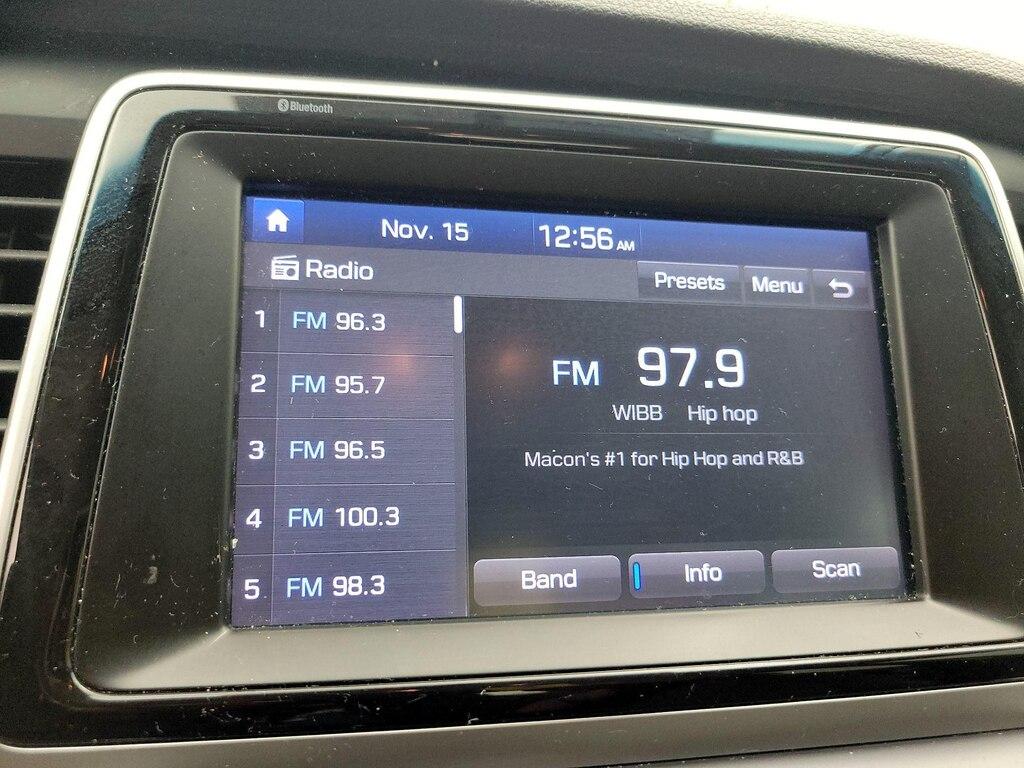 Bluetooth
Nov. 15 12:56 AM
Radio Presets Menu
1 FM 96.3
2 FM 95.7
3 FM 96.5
4 FM 100.3
5 FM 98.3
FM 97.9
WIBB Hip hop
Macon's #1 for Hip Hop and R&B
Band Info Scan